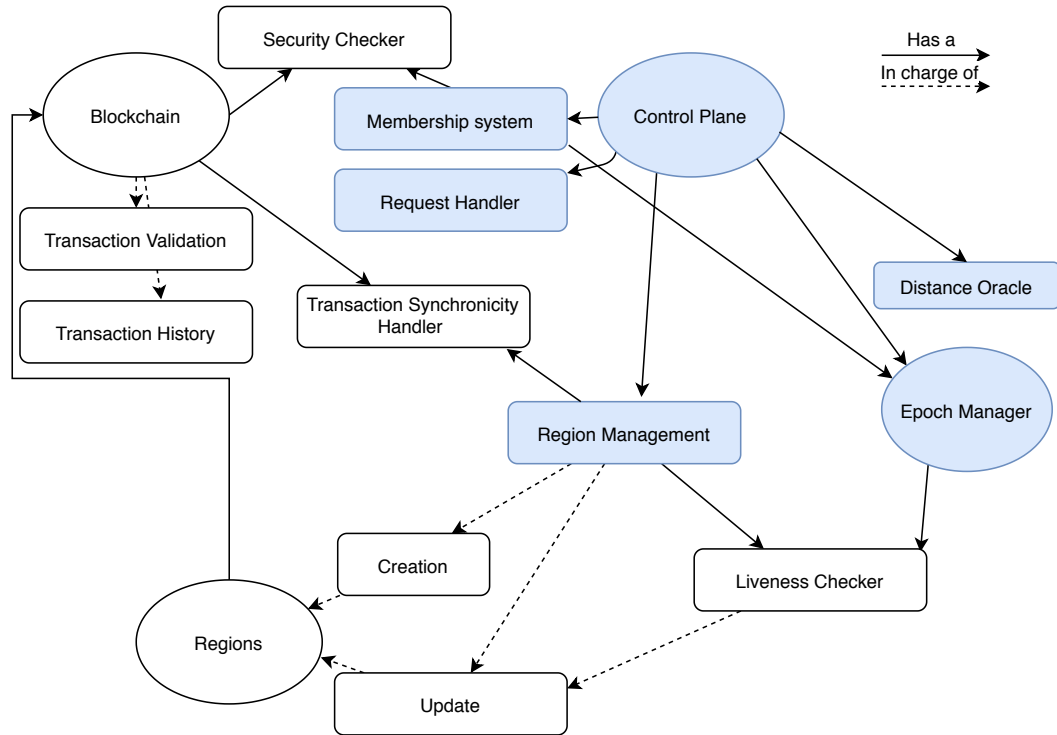 Security Checker
Has a
In charge of
Blockchain
Membership system
Control Plane
Request Handler
Transaction Validation
Distance Oracle
Transaction Synchronicity
Handler
Transaction History
Epoch Manager
Region Management
Creation
Liveness Checker
Regions
Update